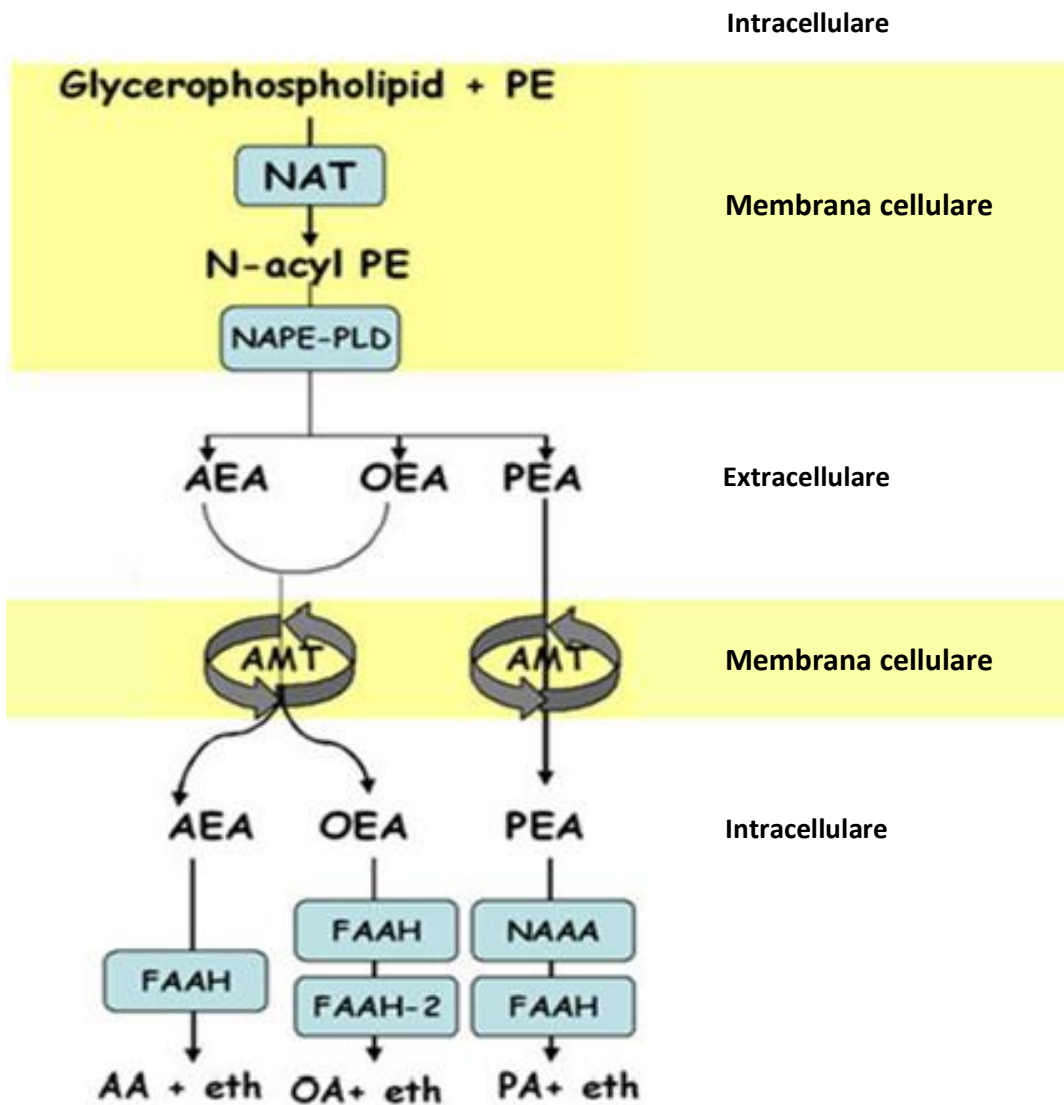 Intracellulare
Glycerophospholipid + PE
NAT
Membrana cellulare
N-acyl PE
NAPE-PLD
AEA OEA PEA Extracellulare
AMT AMT Membrana cellulare
AEA OEA PEA Intracellulare
FAAH NAAA
FAAH
FAAH-2 FAAH
AA + eth OA+ eth PA+ eth